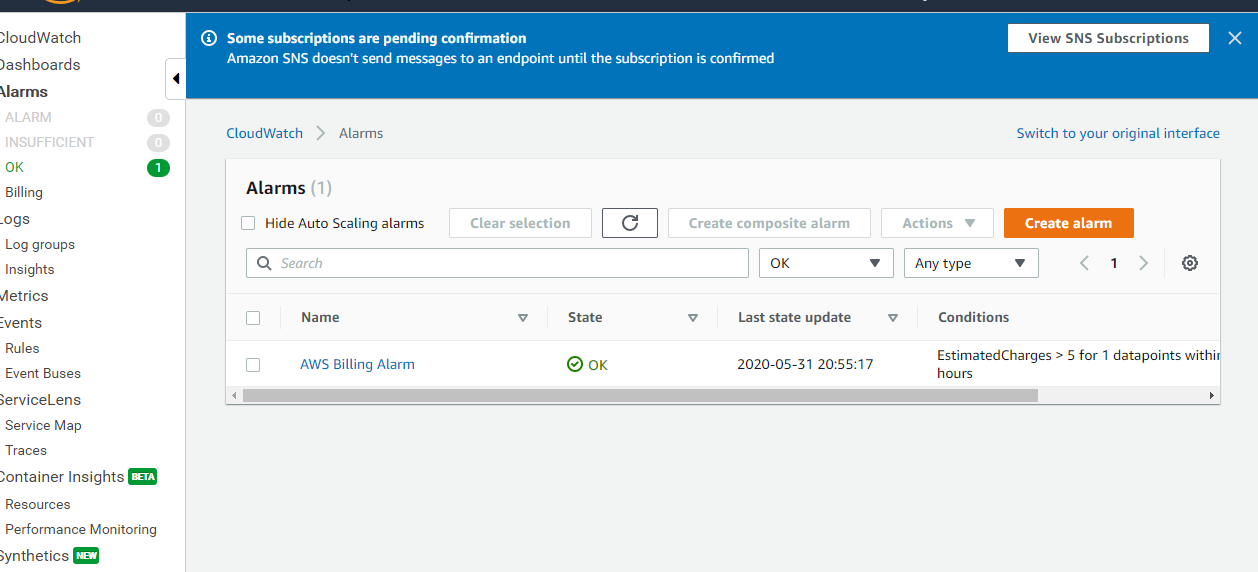 Some subscriptions are pending confirmation
Amazon SNS doesn't send messages to an endpoint until the subscription is confirmed
View SNS Subscriptions
CloudWatch
Dashboards
Alarms
ALARM 0
INSUFFICIENT 0
OK 1
Billing
Logs
Log groups
Insights
Metrics
Events
Rules
Event Buses
ServiceLens
Service Map
Traces
Container Insights BETA
Resources
Performance Monitoring
Synthetics NEW
CloudWatch Alarms
Switch to your original interface
Alarms (1)
Hide Auto Scaling alarms Clear selection Create composite alarm Actions Create alarm
Search OK Any type 1
Name State Last state update Conditions
AWS Billing Alarm OK 2020-05-31 20:55:17 EstimatedCharges > 5 for 1 datapoints within
hours